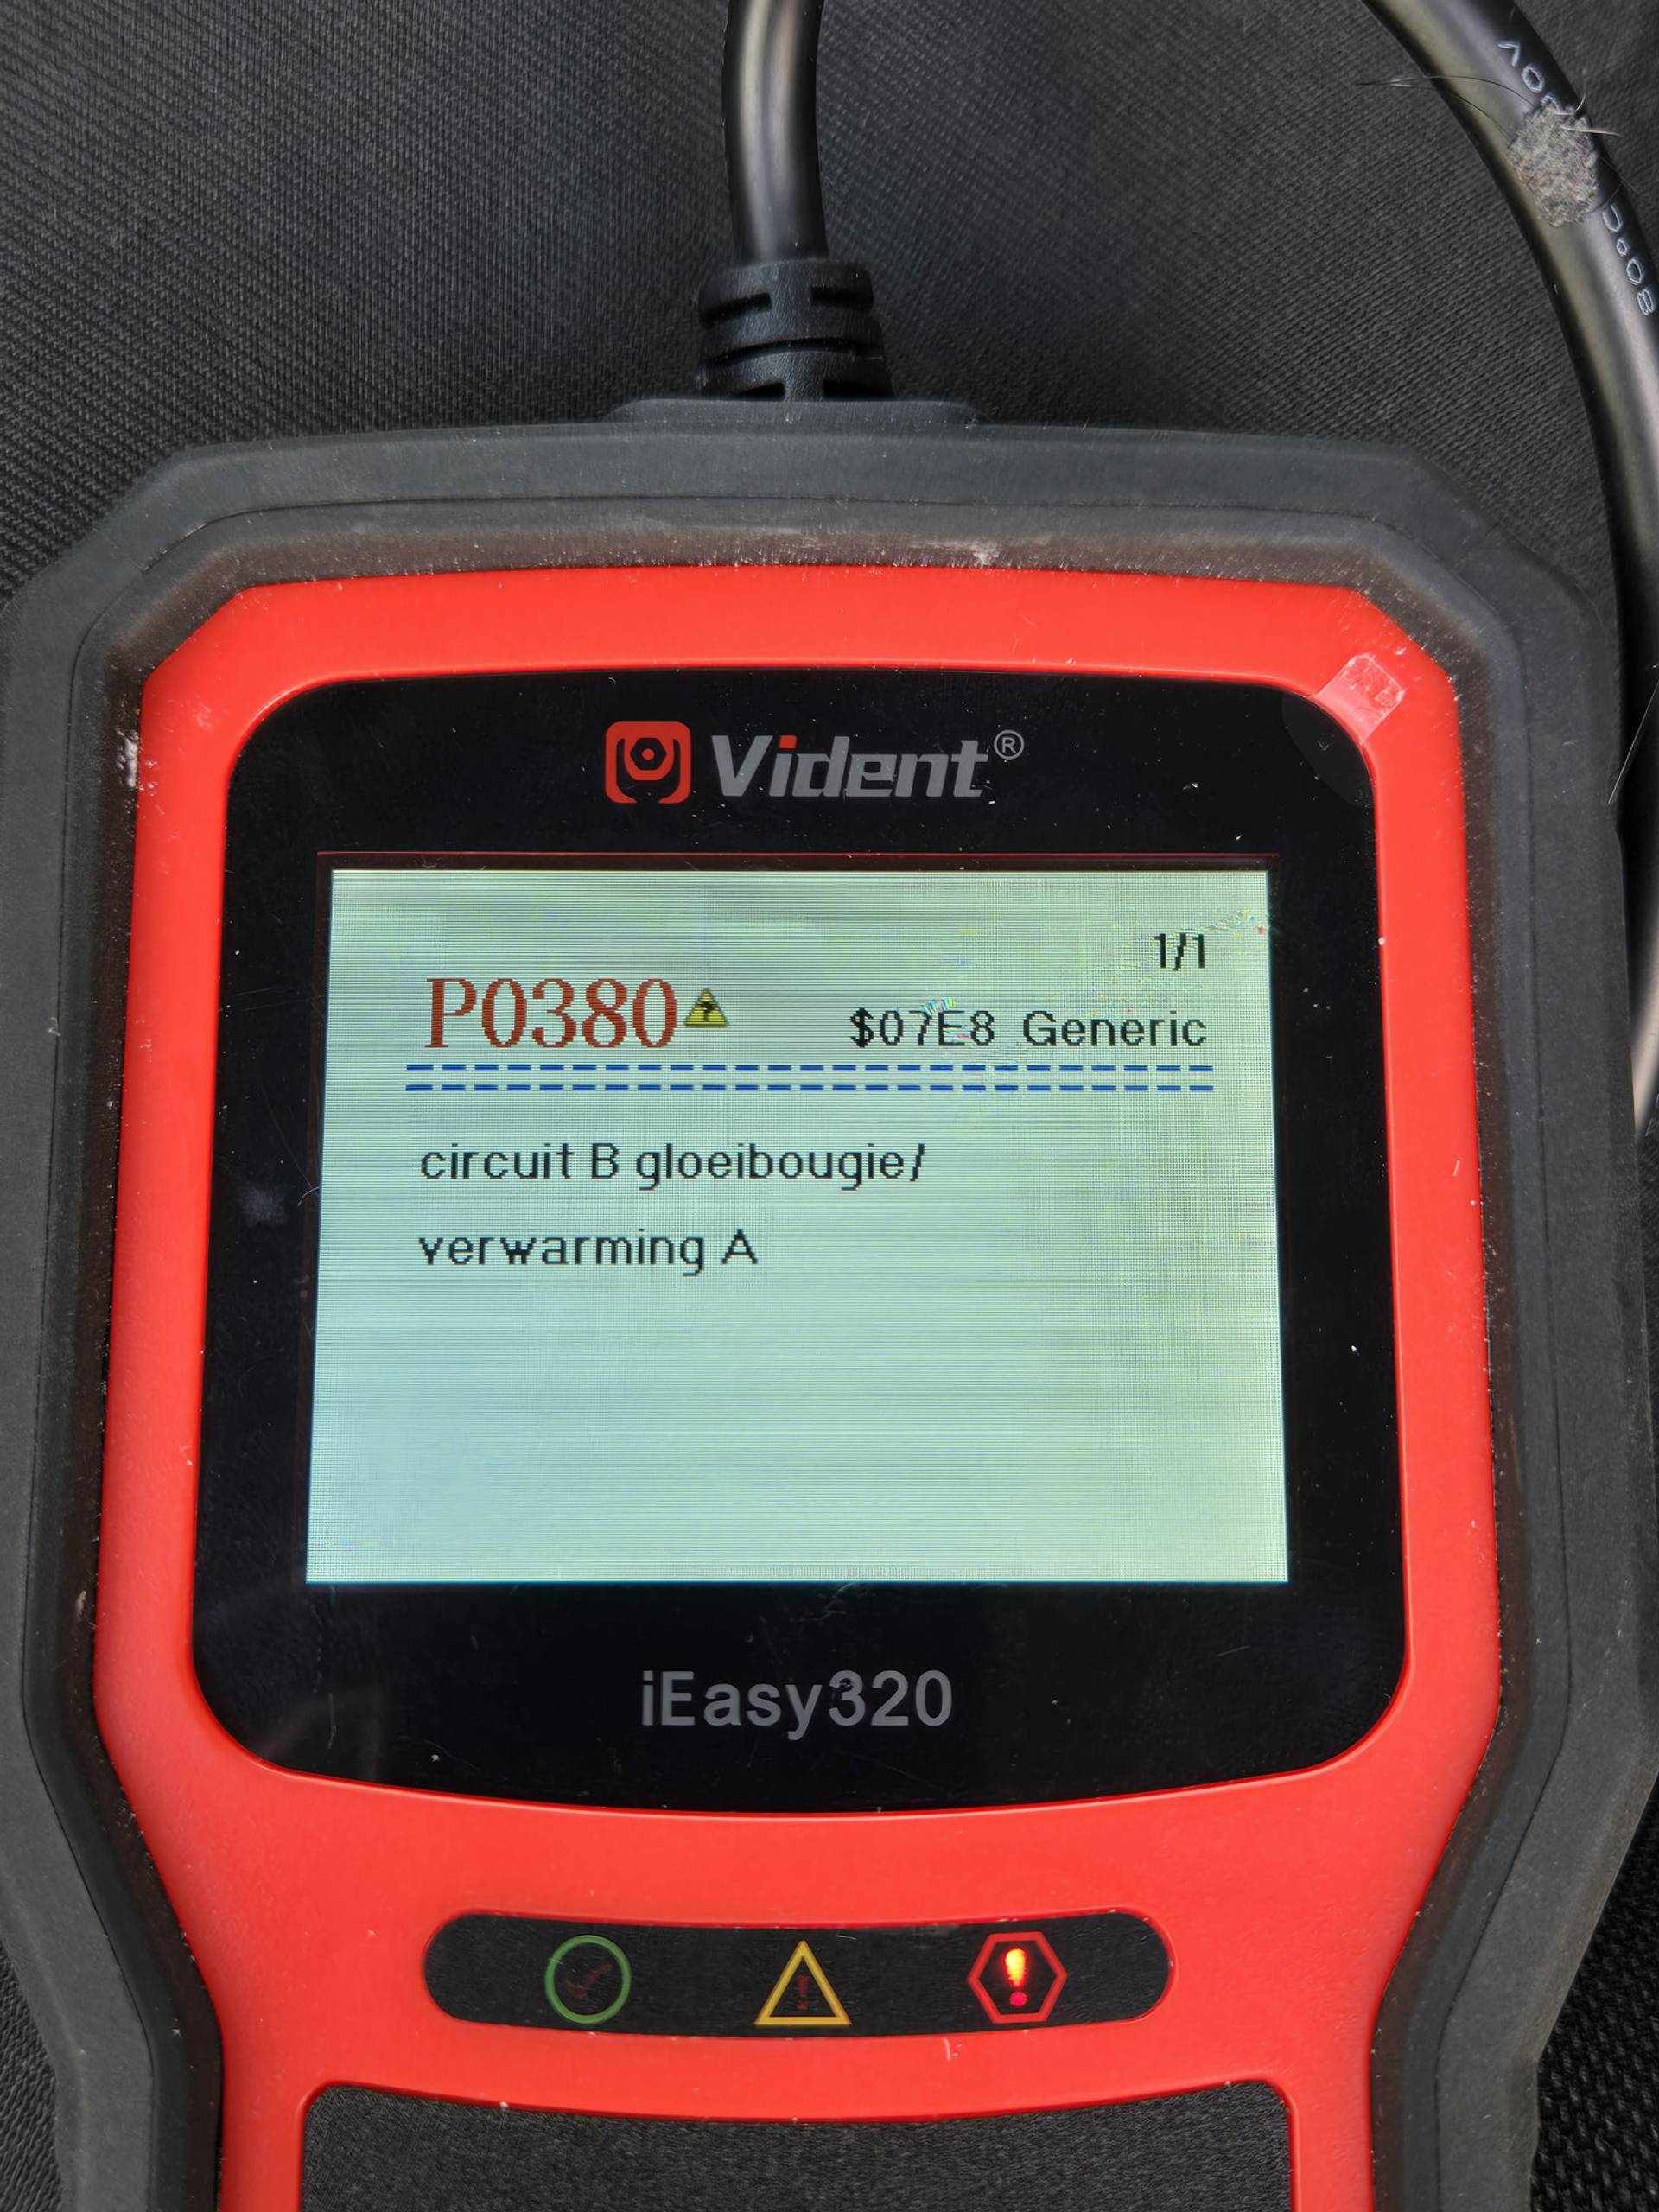 Vident®
1/1
P0380 $07E8 Generic
circuit B gloeibougie/
verwarming A
iEasy320